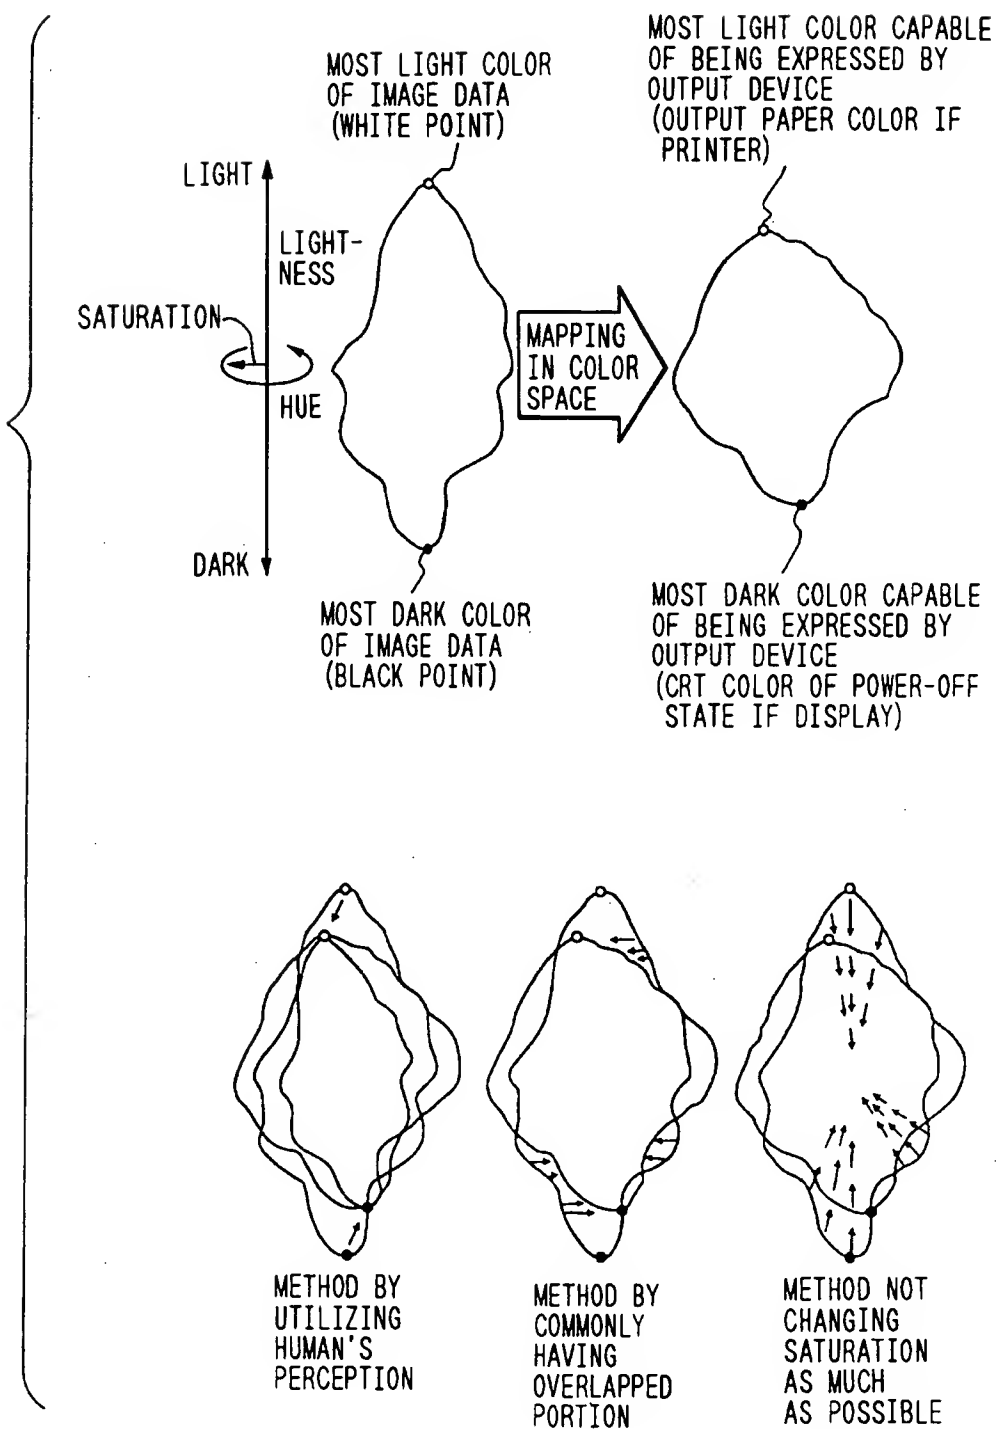 MOST LIGHT COLOR
OF IMAGE DATA
(WHITE POINT)
MOST LIGHT COLOR CAPABLE
OF BEING EXPRESSED BY
OUTPUT DEVICE
(OUTPUT PAPER COLOR IF
PRINTER)
LIGHT
LIGHT-
NESS
SATURATION
HUE
DARK
MAPPING
IN COLOR
SPACE
MOST DARK COLOR
OF IMAGE DATA
(BLACK POINT)
MOST DARK COLOR CAPABLE
OF BEING EXPRESSED BY
OUTPUT DEVICE
(CRT COLOR OF POWER-OFF
STATE IF DISPLAY)
METHOD BY
UTILIZING
HUMAN'S
PERCEPTION
METHOD BY
COMMONLY
HAVING
OVERLAPPED
PORTION
METHOD NOT
CHANGING
SATURATION
AS MUCH
AS POSSIBLE